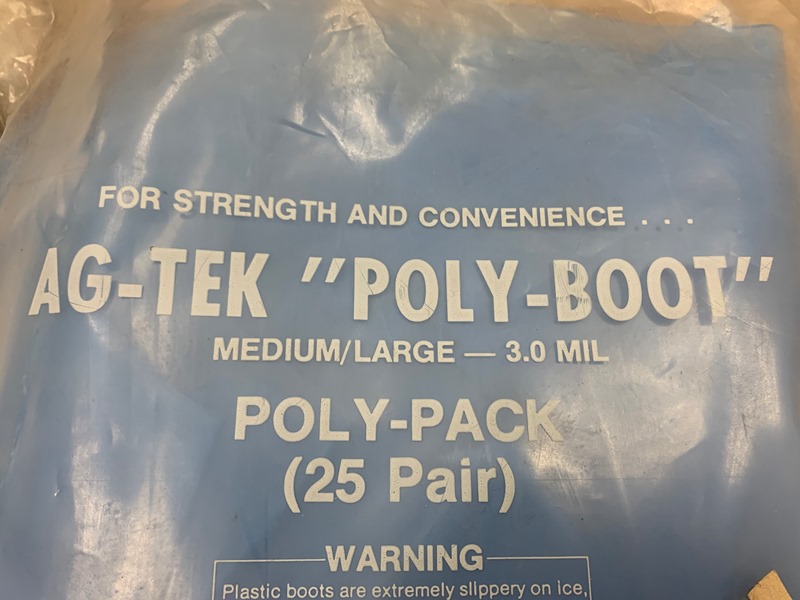 FOR STRENGTH AND CONVENIENCE . . .
AG-TEK "POLY-BOOT"
MEDIUM/LARGE — 3.0 MIL
POLY-PACK
(25 Pair)
WARNING
Plastic boots are extremely slippery on ice,